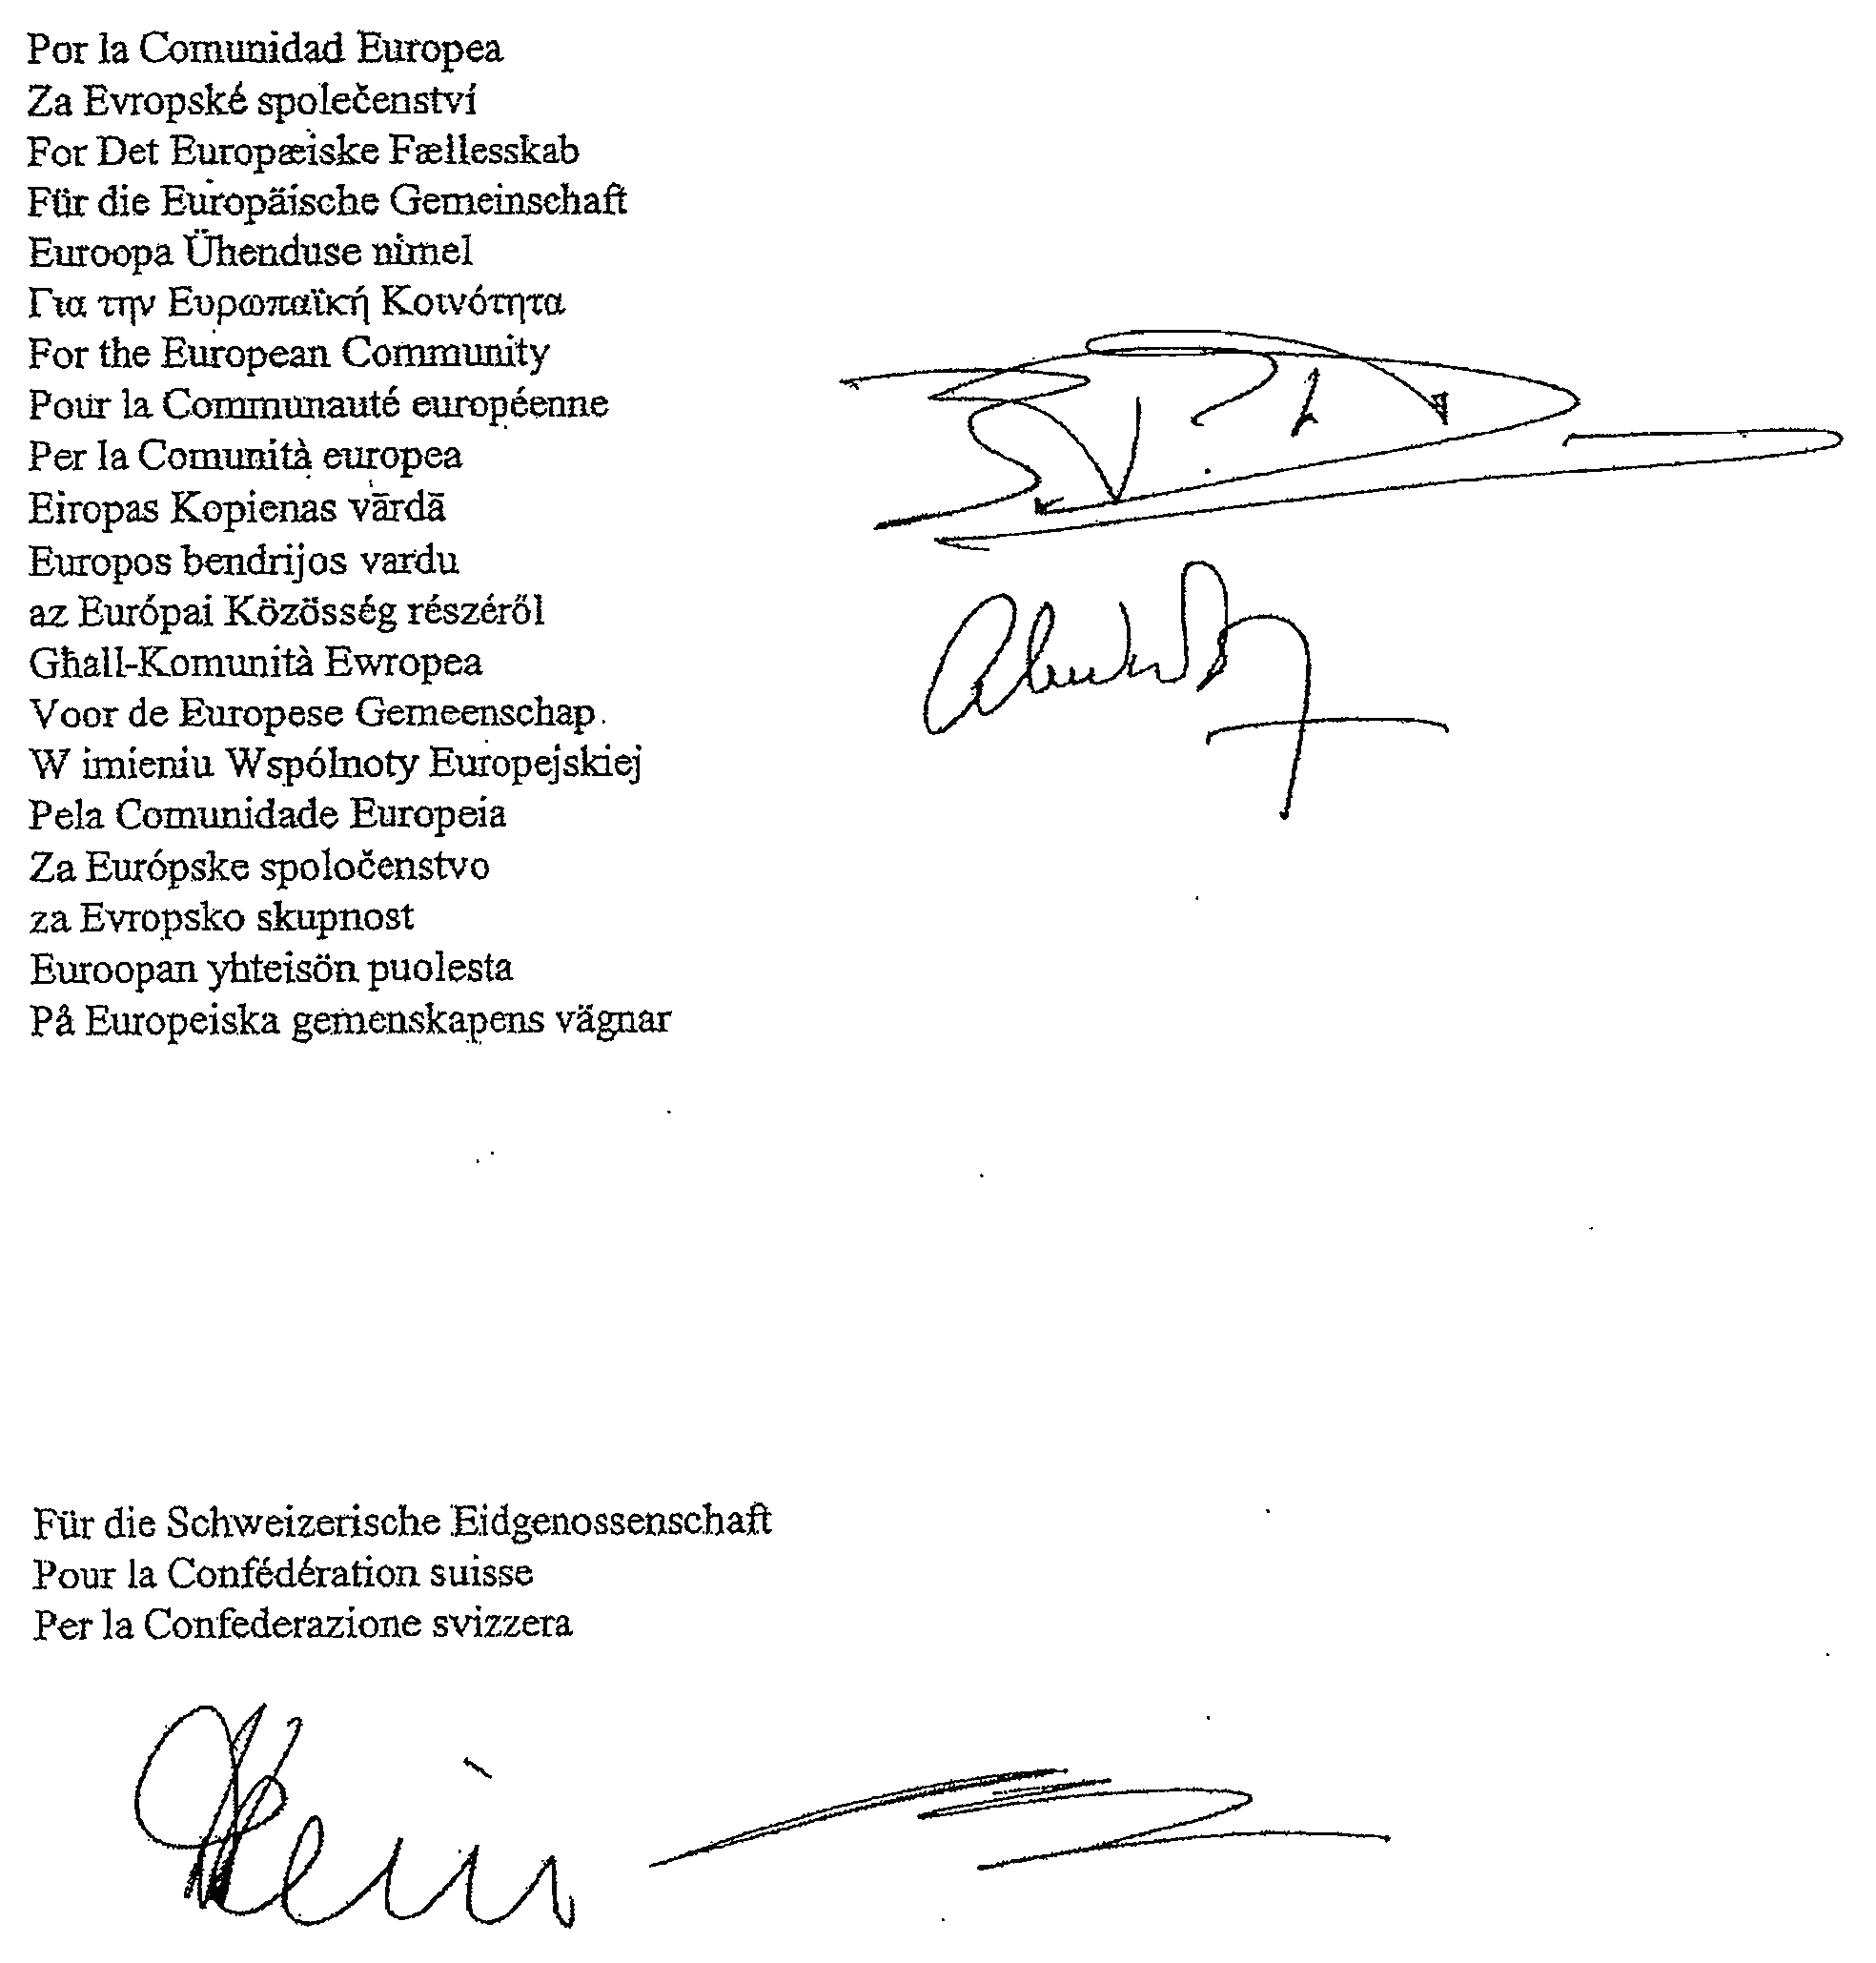 Por la Comunidad Europea
Za Evropské společenství
For Det Europæiske Fællesskab
Für die Europäische Gemeinschaft
Euroopa Ühenduse nimel
Για την Ευρωπαϊκή Κοινότητα
For the European Community
Pour la Communauté européenne
Per la Comunità europea
Eiropas Kopienas vārdā
Europos bendrijos vardu
az Európai Közösség részéről
Għall-Komunità Ewropea
Voor de Europese Gemeenschap
W imieniu Wspólnoty Europejskiej
Pela Comunidade Europeia
Za Európske spoločenstvo
za Evropsko skupnost
Euroopan yhteisön puolesta
På Europeiska gemenskapens vägnar
Für die Schweizerische Eidgenossenschaft
Pour la Confédération suisse
Per la Confederazione svizzera